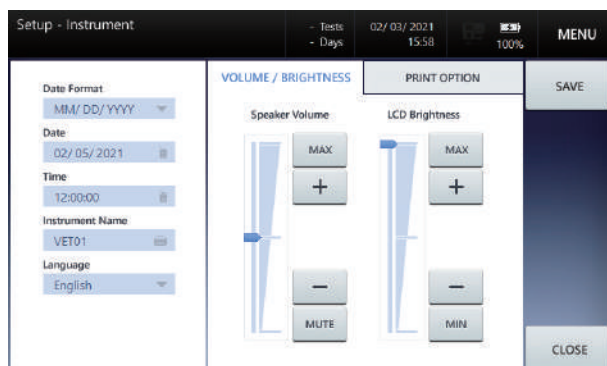 Setup - Instrument
- Tests
- Days
02/ 03/ 2021
15:58
100%
MENU
Date Format
MM/ DD/ YYYY
Date
02/ 05/ 2021
Time
12:00:00
Instrument Name
VET01
Language
English
VOLUME / BRIGHTNESS
PRINT OPTION
Speaker Volume
MAX
+
−
MUTE
LCD Brightness
MAX
+
−
MIN
SAVE
CLOSE